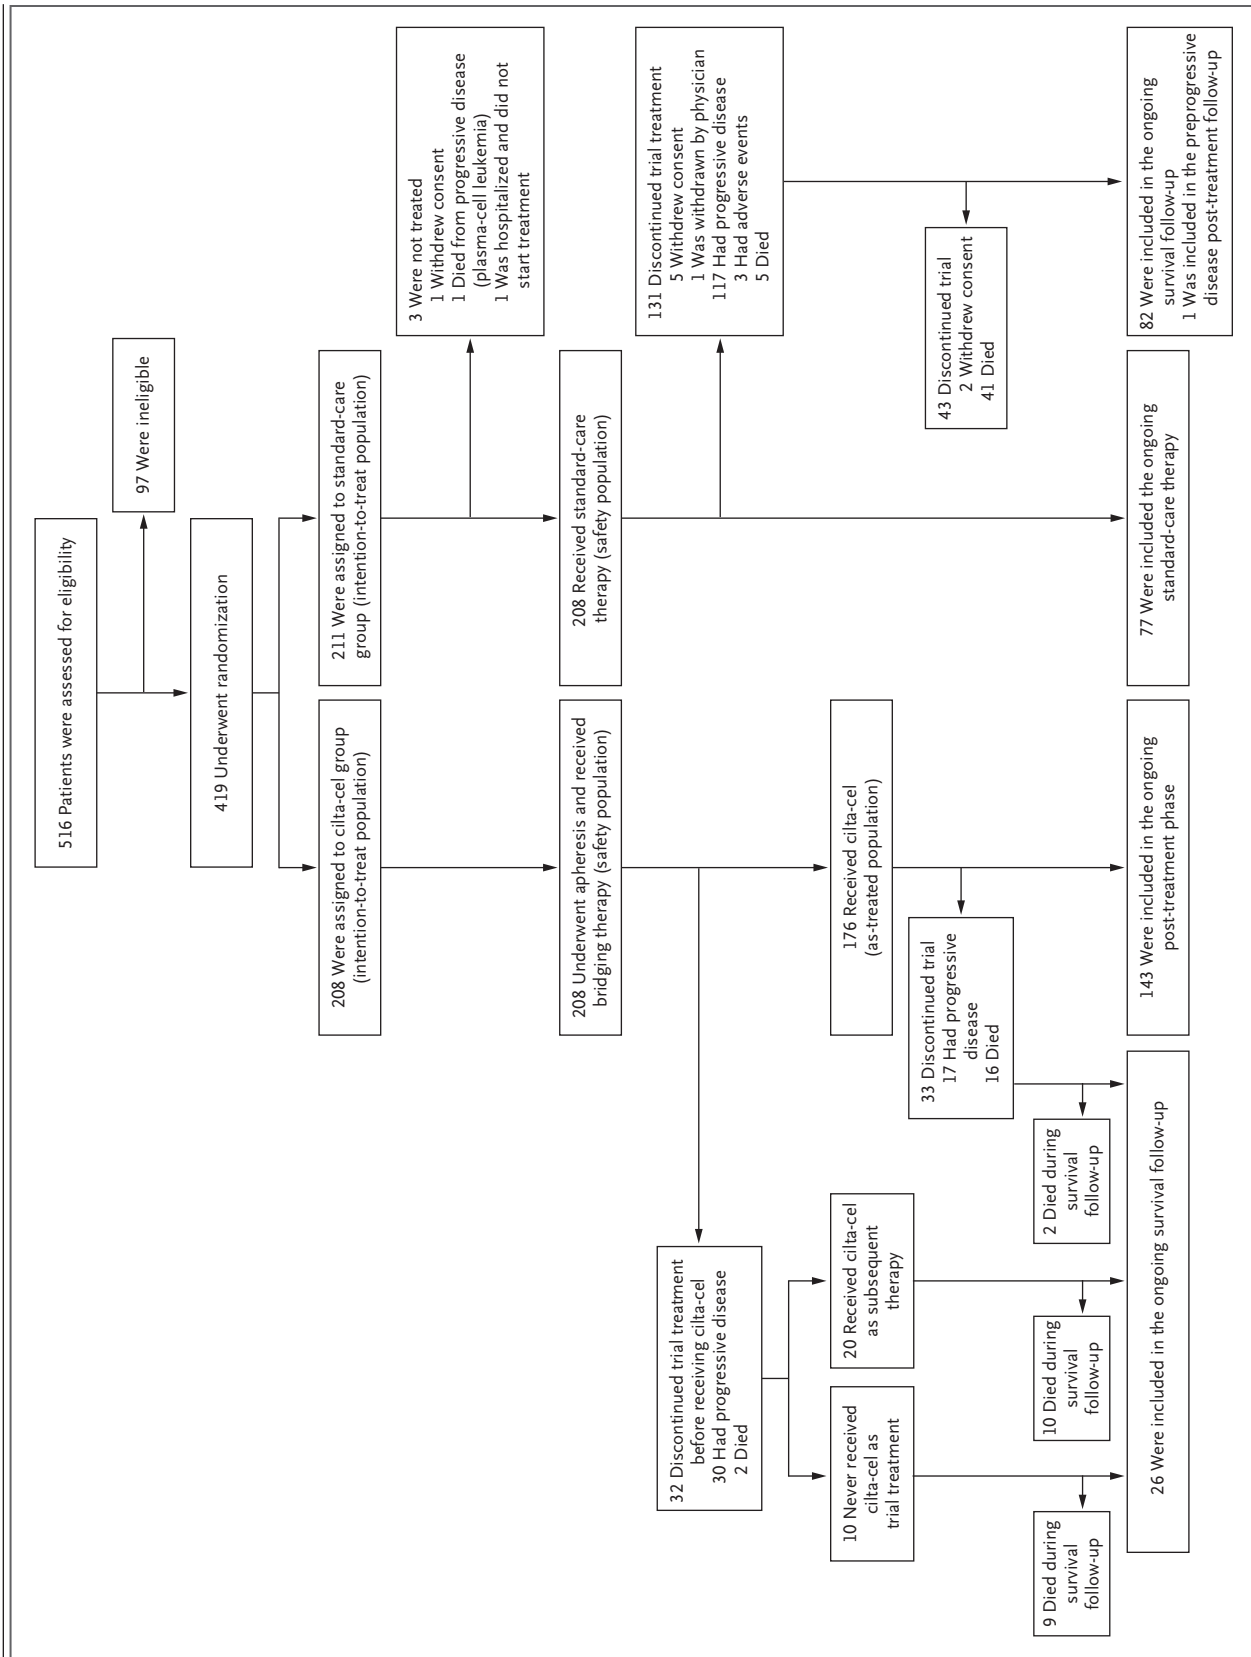 516 Patients were assessed for eligibility
97 Were ineligible
419 Underwent randomization
208 Were assigned to cilta-cel group
(intention-to-treat population)
211 Were assigned to standard-care
group (intention-to-treat population)
3 Were not treated
1 Withdrew consent
1 Died from progressive disease
(plasma-cell leukemia)
1 Was hospitalized and did not
start treatment
208 Underwent apheresis and received
bridging therapy (safety population)
208 Received standard-care
therapy (safety population)
32 Discontinued trial treatment
before receiving cilta-cel
30 Had progressive disease
2 Died
131 Discontinued trial treatment
5 Withdrew consent
1 Was withdrawn by physician
117 Had progressive disease
3 Had adverse events
5 Died
10 Never received
cilta-cel as
trial treatment
20 Received cilta-cel
as subsequent
therapy
176 Received cilta-cel
(as-treated population)
33 Discontinued trial
17 Had progressive
disease
16 Died
43 Discontinued trial
2 Withdrew consent
41 Died
9 Died during
survival
follow-up
10 Died during
survival
follow-up
2 Died during
survival
follow-up
26 Were included in the ongoing survival follow-up
143 Were included in the ongoing
post-treatment phase
77 Were included the ongoing
standard-care therapy
82 Were included in the ongoing
survival follow-up
1 Was included in the preprogressive
disease post-treatment follow-up